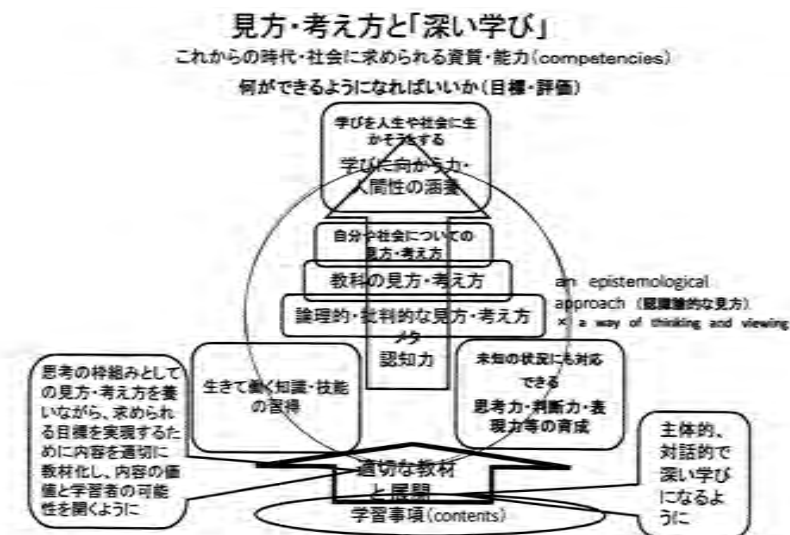 見方・考え方と「深い学び」
これからの時代・社会に求められる資質・能力(competencies)
何ができるようになればいいか(目標・評価)
学びを人生や社会に生
かそうとする
学びに向かう力・
人間性の涵養
自分や社会についての
見方・考え方
教科の見方・考え方
論理的・批判的な見方・考え方
メタ
認知力
an epistemological
approach (認識論的な見方)
× a way of thinking and viewing
生きて働く知識・技能
の習得
未知の状況にも対応
できる
思考力・判断力・表
現力等の育成
思考の枠組みとして
の見方・考え方を養
いながら、求められ
る目標を実現するた
めに内容を適切に
教材化し、内容の価
値と学習者の可能
性を開くように
適切な教材
と展開
学習事項(contents)
主体的、
対話的で
深い学び
になるよ
うに